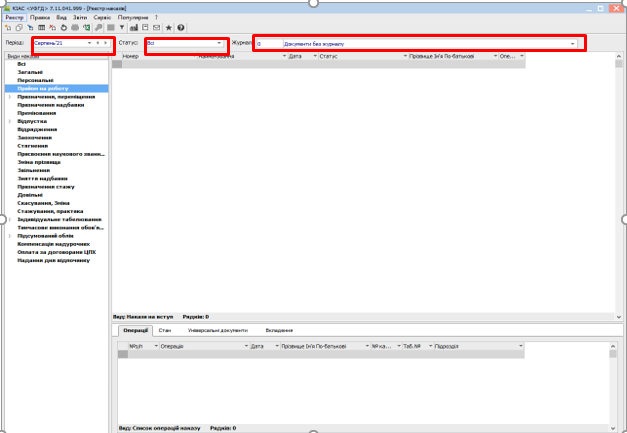 КІАС «УФГД» 7.11.041.999 - [Реєстр наказів]
Реєстр Правка Вид Звіти Сервіс Популярне ?
Період: Серпень'21 Статус: Всі Журнал: 0 Документи без журналу
Види наказів
Всі
Загальні
Персональні
Прийом на роботу
Призначення, переміщення
Призначення надбавки
Преміювання
Відпустка
Відрядження
Заохочення
Стягнення
Присвоєння наукового званн...
Зміна прізвища
Звільнення
Зняття надбавки
Призначення стажу
Довільні
Скасування, Зміна
Стажування, практика
Індивідуальне табелювання
Тимчасове виконання обов'я...
Підсумований облік
Компенсація надурочних
Оплата за договорами ЦПХ
Надання дня відпочинку
Номер Найменування Дата Статус Прізвище Ім'я По-батькові Опе...
Вид: Накази на вступ Рядків: 0
Операції Стан Універсальні документи Вкладення
№з/п Операція Дата Прізвище Ім'я По-батькові № ка... Таб.№ Підрозділ
Вид: Список операцій наказу Рядків: 0